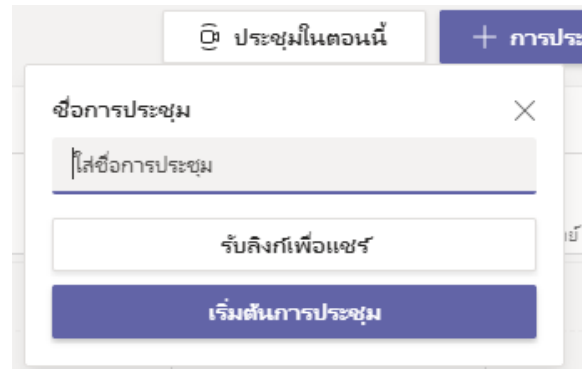 ประชุมในตอนนี้
+ การประ
ชื่อการประชุม
ใส่ชื่อการประชุม
รับลิงก์เพื่อแชร์
เริ่มต้นการประชุม